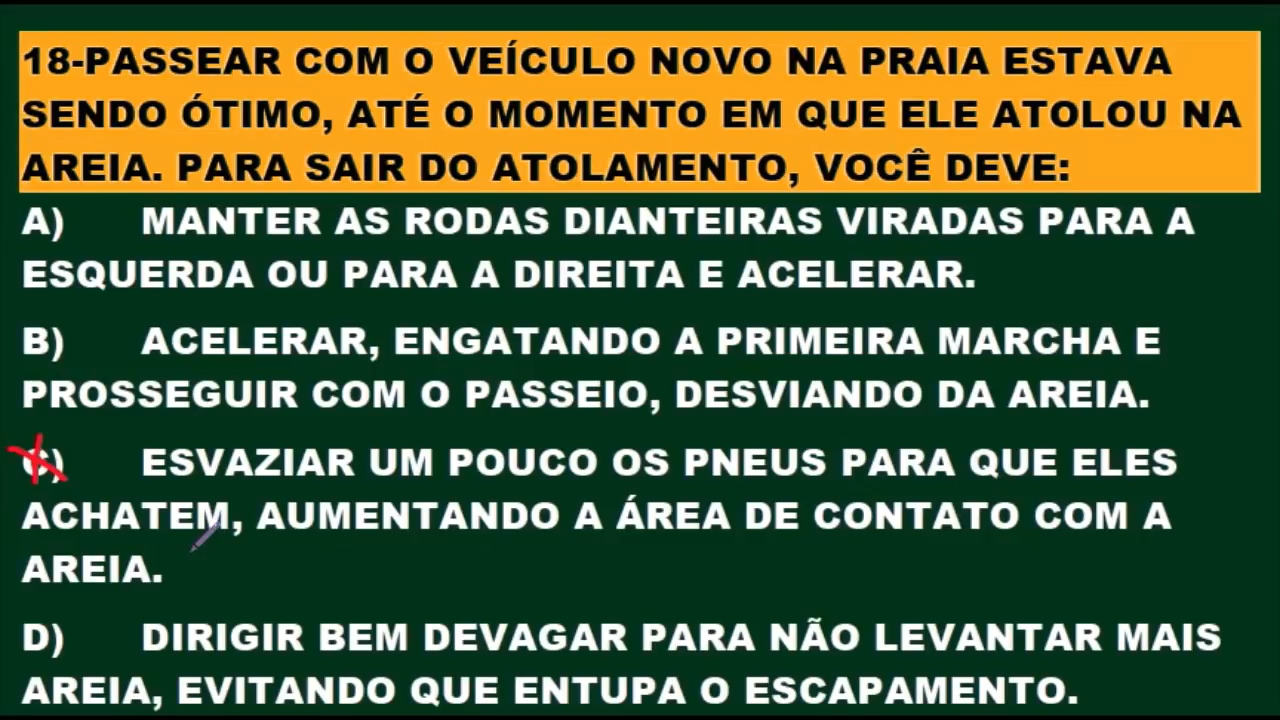 18-PASSEAR COM O VEÍCULO NOVO NA PRAIA ESTAVA
SENDO ÓTIMO, ATÉ O MOMENTO EM QUE ELE ATOLOU NA
AREIA. PARA SAIR DO ATOLAMENTO, VOCÊ DEVE:
A) MANTER AS RODAS DIANTEIRAS VIRADAS PARA A
ESQUERDA OU PARA A DIREITA E ACELERAR.
B) ACELERAR, ENGATANDO A PRIMEIRA MARCHA E
PROSSEGUIR COM O PASSEIO, DESVIANDO DA AREIA.
C) ESVAZIAR UM POUCO OS PNEUS PARA QUE ELES
ACHATEM, AUMENTANDO A ÁREA DE CONTATO COM A
AREIA.
D) DIRIGIR BEM DEVAGAR PARA NÃO LEVANTAR MAIS
AREIA, EVITANDO QUE ENTUPA O ESCAPAMENTO.